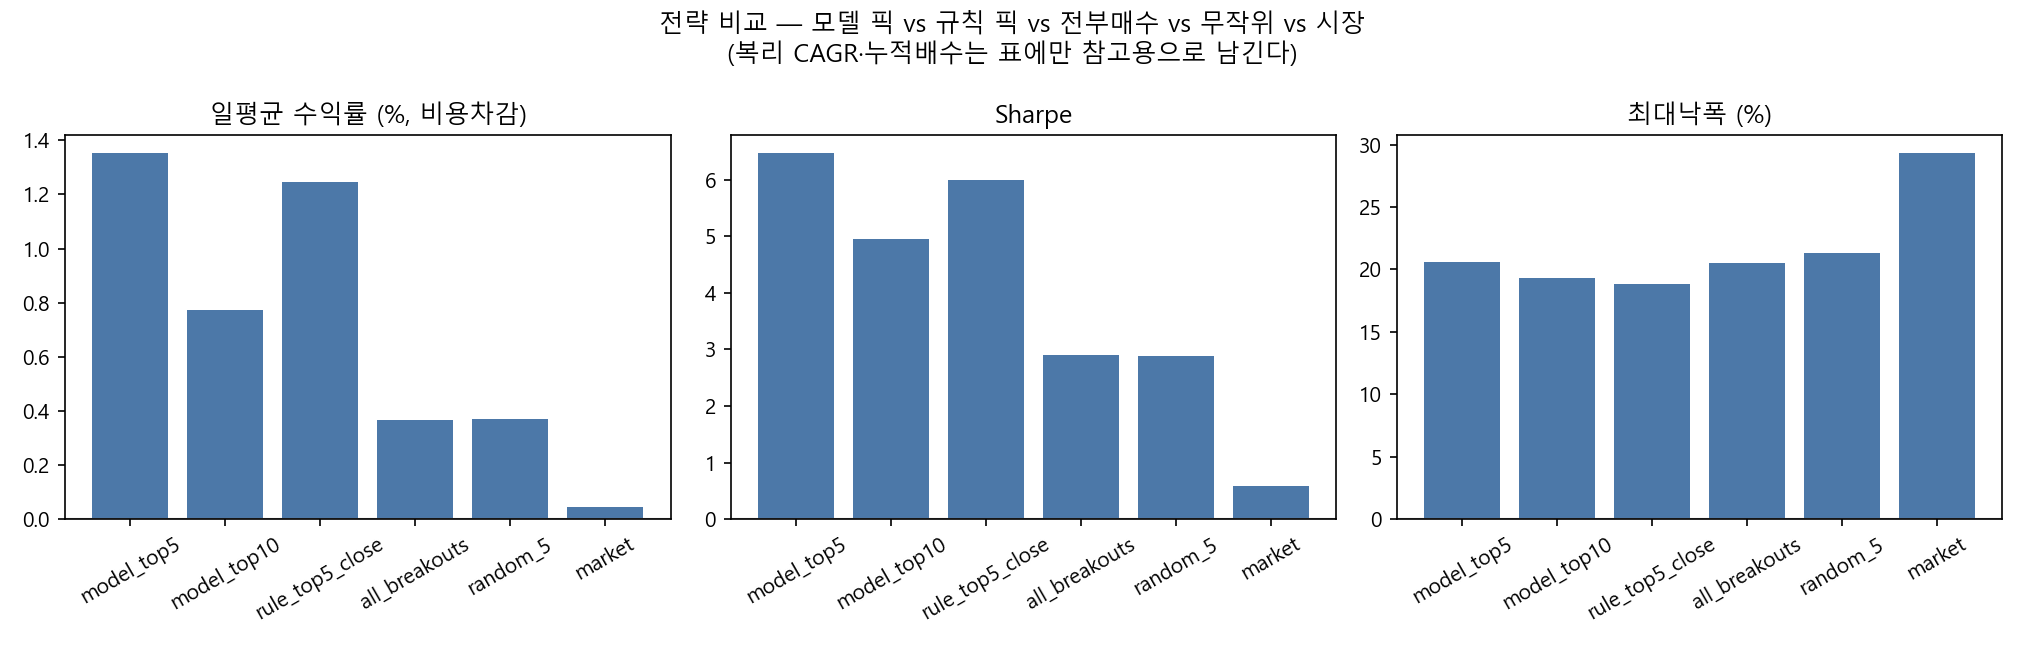 전략 비교 — 모델 픽 vs 규칙 픽 vs 전부매수 vs 무작위 vs 시장
(복리 CAGR·누적배수는 표에만 참고용으로 남긴다)
일평균 수익률 (%, 비용차감)
1.4
1.2
1.0
0.8
0.6
0.4
0.2
0.0
model_top5
model_top10
rule_top5_close
all_breakouts
random_5
market
Sharpe
6
5
4
3
2
1
0
model_top5
model_top10
rule_top5_close
all_breakouts
random_5
market
최대낙폭 (%)
30
25
20
15
10
5
0
model_top5
model_top10
rule_top5_close
all_breakouts
random_5
market